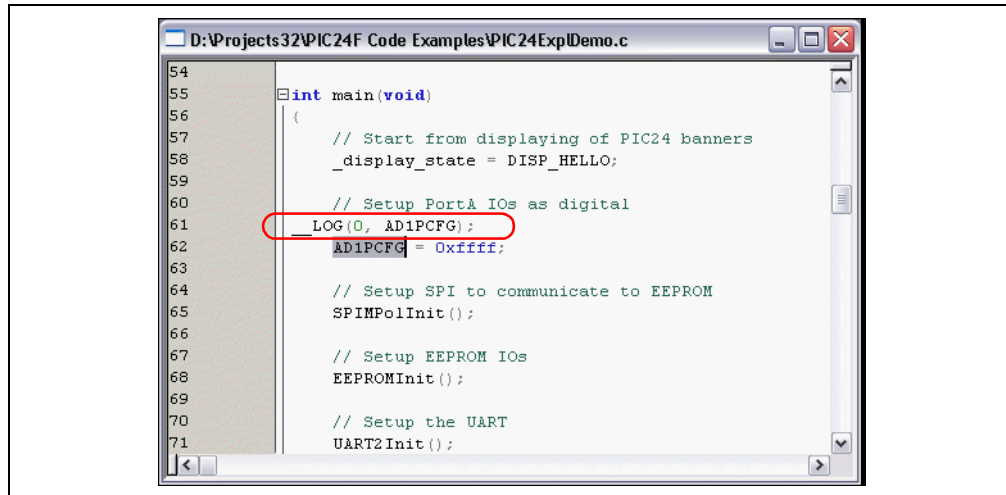 D:\Projects32\PIC24F Code Examples\PIC24ExplDemo.c
54
55 int main(void)
56 {
57 // Start from displaying of PIC24 banners
58 _display_state = DISP_HELLO;
59
60 // Setup PortA IOs as digital
61 __LOG(0, AD1PCFG);
62 AD1PCFG = 0xffff;
63
64 // Setup SPI to communicate to EEPROM
65 SPIMPolInit();
66
67 // Setup EEPROM IOs
68 EEPROMInit();
69
70 // Setup the UART
71 UART2Init();